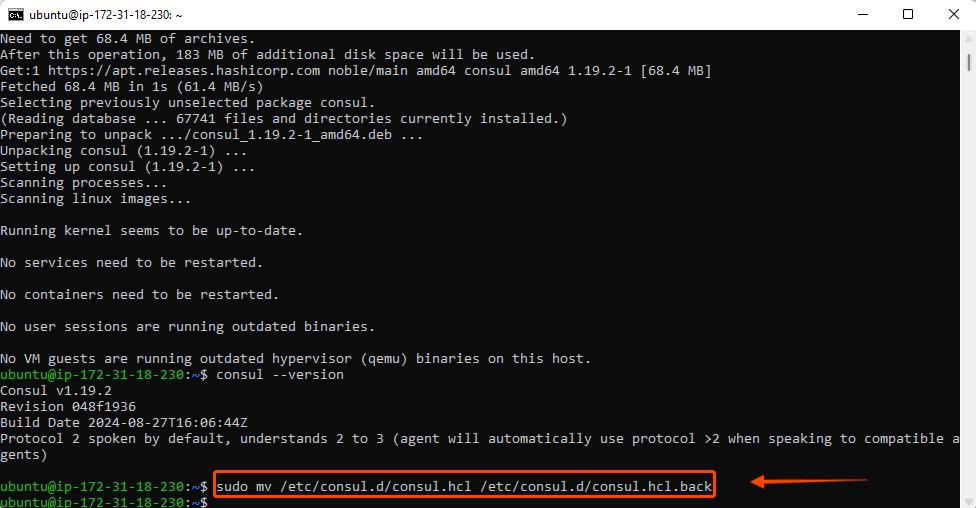 ubuntu@ip-172-31-18-230: ~
Need to get 68.4 MB of archives.
After this operation, 183 MB of additional disk space will be used.
Get:1 https://apt.releases.hashicorp.com noble/main amd64 consul amd64 1.19.2-1 [68.4 MB]
Fetched 68.4 MB in 1s (61.4 MB/s)
Selecting previously unselected package consul.
(Reading database ... 67741 files and directories currently installed.)
Preparing to unpack .../consul_1.19.2-1_amd64.deb ...
Unpacking consul (1.19.2-1) ...
Setting up consul (1.19.2-1) ...
Scanning processes...
Scanning linux images...
Running kernel seems to be up-to-date.
No services need to be restarted.
No containers need to be restarted.
No user sessions are running outdated binaries.
No VM guests are running outdated hypervisor (qemu) binaries on this host.
ubuntu@ip-172-31-18-230:~$ consul --version
Consul v1.19.2
Revision 048f1936
Build Date 2024-08-27T16:06:44Z
Protocol 2 spoken by default, understands 2 to 3 (agent will automatically use protocol >2 when speaking to compatible a
gents)
ubuntu@ip-172-31-18-230:~$ sudo mv /etc/consul.d/consul.hcl /etc/consul.d/consul.hcl.back
ubuntu@ip-172-31-18-230:~$